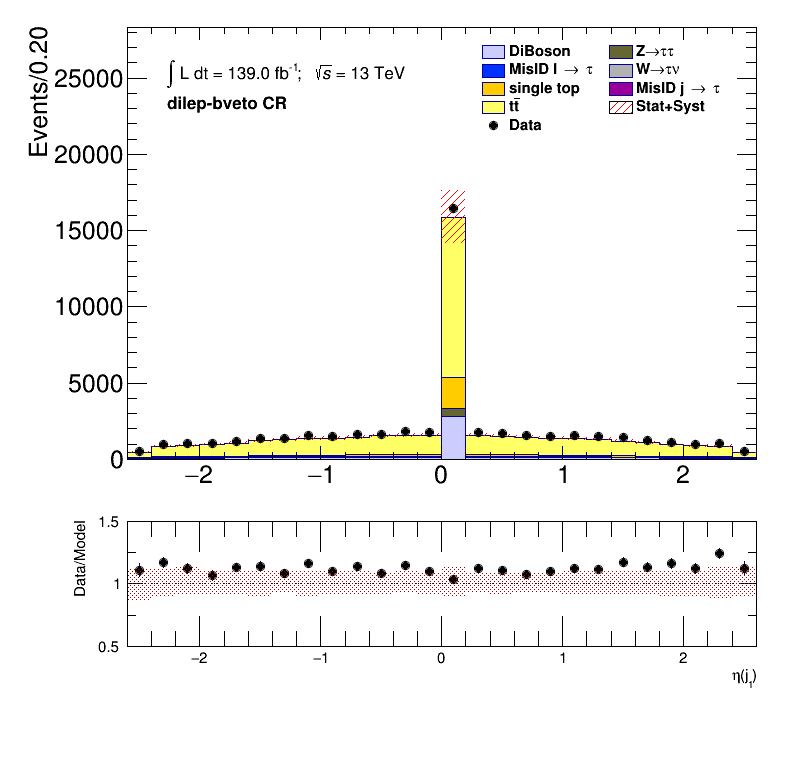 Events/0.20
25000
20000
15000
10000
5000
0
−2 −1 0 1 2
∫ L dt = 139.0 fb⁻¹; √s = 13 TeV
dilep-bveto CR
DiBoson Z→ττ
MisID l → τ W→τν
single top MisID j → τ
tt̄ Stat+Syst
Data
Data/Model
1.5
1
0.5
−2 −1 0 1 2
η(j₁)